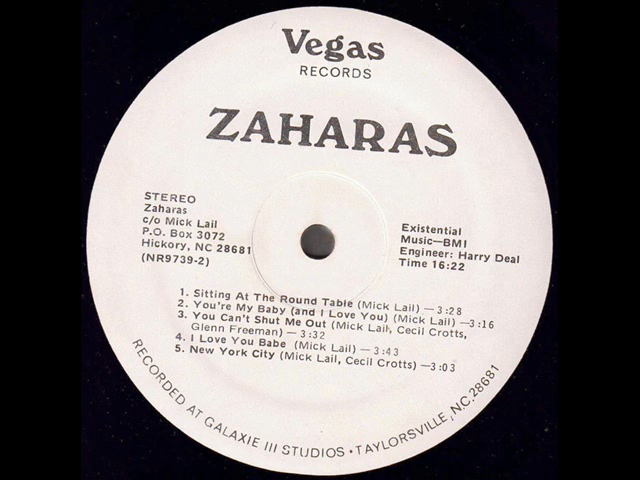 Vegas
RECORDS
ZAHARAS
STEREO
Zaharas
c/o Mick Lail
P.O. Box 3072
Hickory, NC 28681
(NR9739-2)
Existential
Music—BMI
Engineer: Harry Deal
Time 16:22
1. Sitting At The Round Table (Mick Lail) — 3:28
2. You're My Baby (and I Love You) (Mick Lail) — 3:16
3. You Can't Shut Me Out (Mick Lail, Cecil Crotts,
Glenn Freeman) — 3:32
4. I Love You Babe (Mick Lail) — 3:43
5. New York City (Mick Lail, Cecil Crotts) — 3:03
RECORDED AT GALAXIE III STUDIOS • TAYLORSVILLE, N.C. 28681